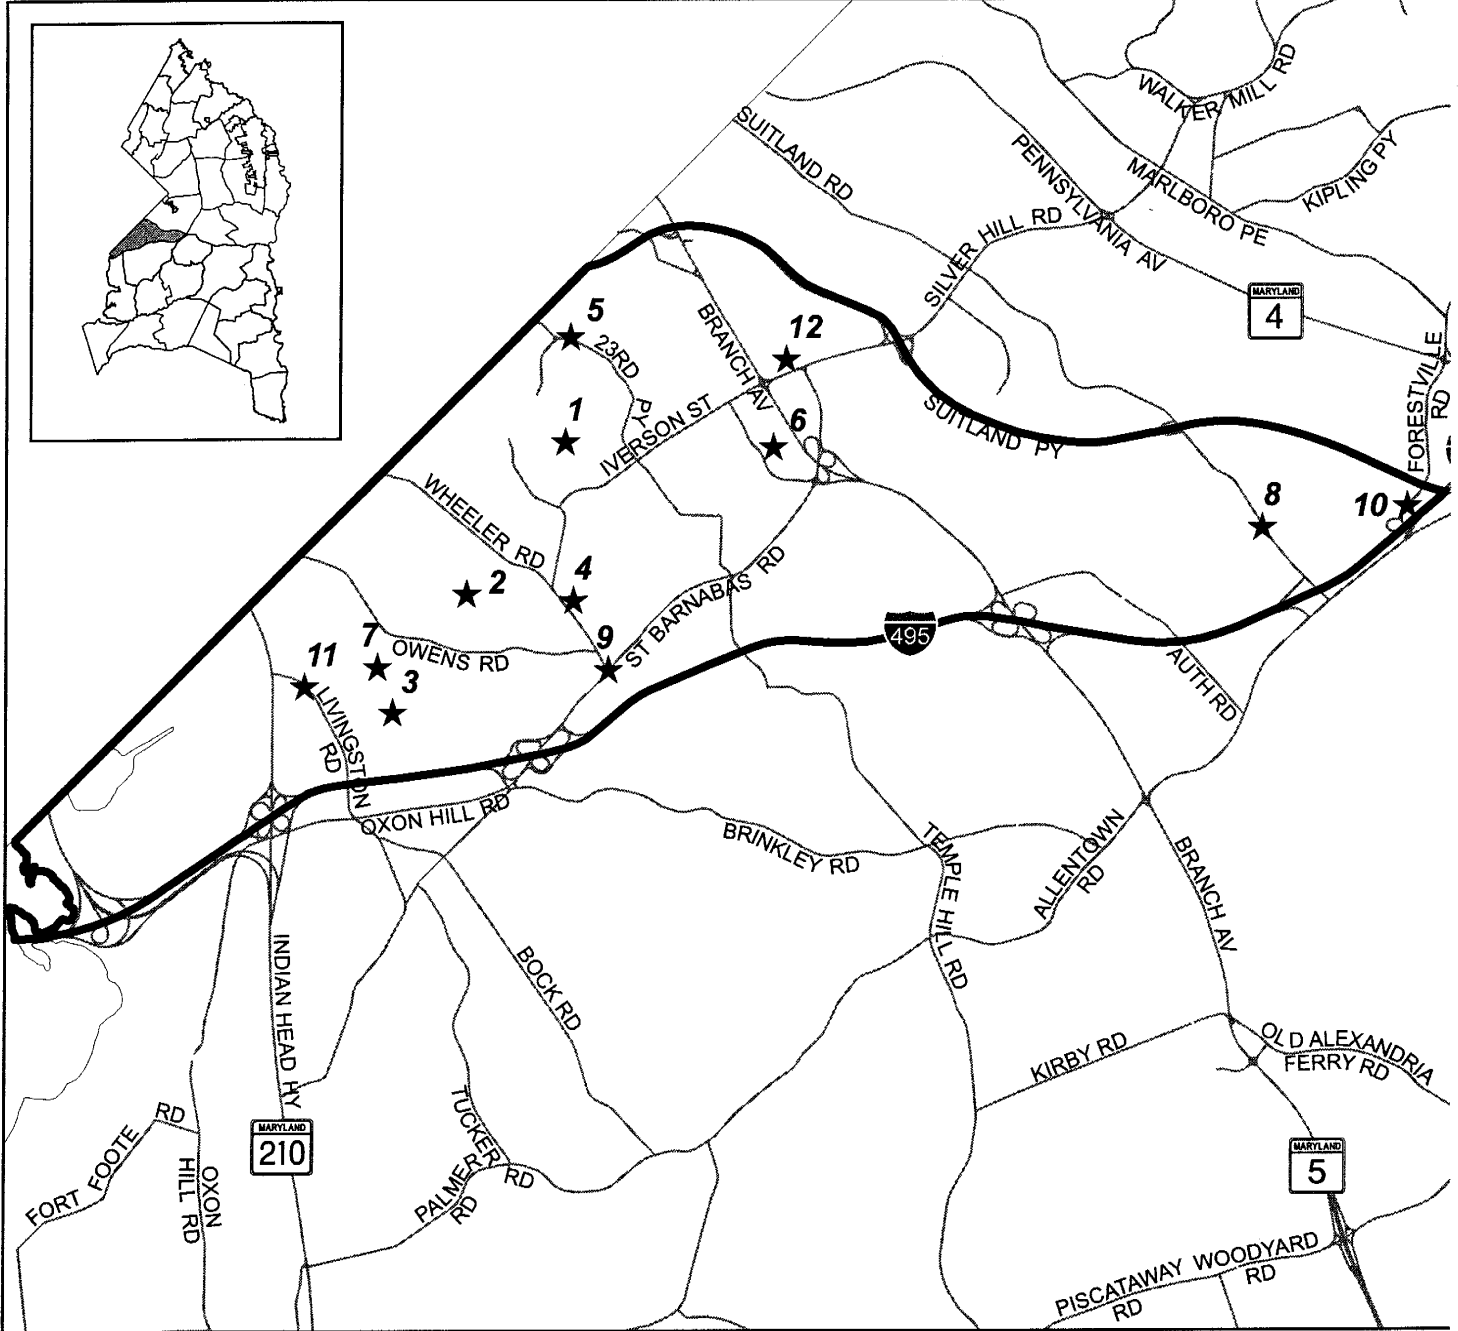 WALKER MILL RD
SUITLAND RD
PENNSYLVANIA AV
MARLBORO PE
KIPLING PY
SILVER HILL RD
MARYLAND
4
5
23RD PY
BRANCH AV
12
FORESTVILLE RD
1
IVERSON ST
6
SUITLAND PY
WHEELER RD
8
10
2
4
ST BARNABAS RD
495
7
OWENS RD
9
11
3
LIVINGSTON RD
AUTH RD
OXON HILL RD
BRINKLEY RD
TEMPLE HILL RD
ALLENTOWN RD
BRANCH AV
INDIAN HEAD HY
BOCK RD
KIRBY RD
OLD ALEXANDRIA
FERRY RD
FORT FOOTE RD
OXON
HILL RD
MARYLAND
210
TUCKER RD
PALMER RD
MARYLAND
5
PISCATAWAY WOODYARD
RD
RD